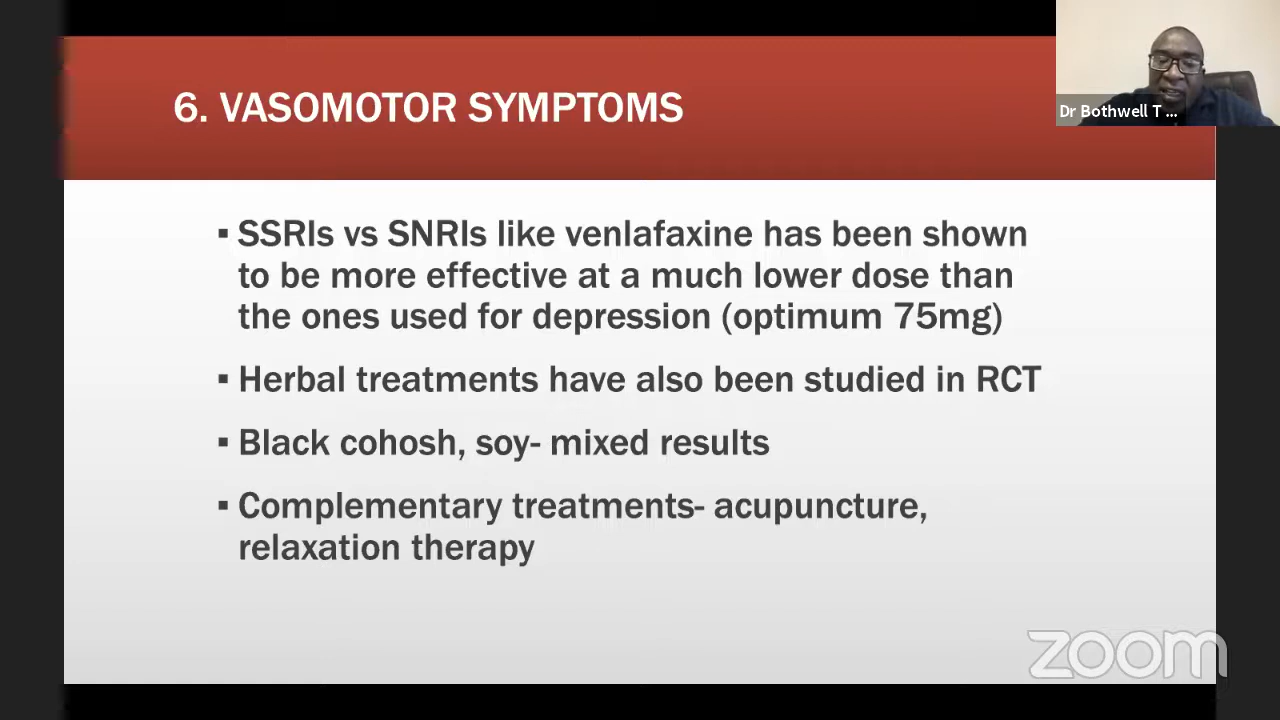 6. VASOMOTOR SYMPTOMS
Dr Bothwell T ...
▪ SSRIs vs SNRIs like venlafaxine has been shown
to be more effective at a much lower dose than
the ones used for depression (optimum 75mg)
▪ Herbal treatments have also been studied in RCT
▪ Black cohosh, soy- mixed results
▪ Complementary treatments- acupuncture,
relaxation therapy
zoom